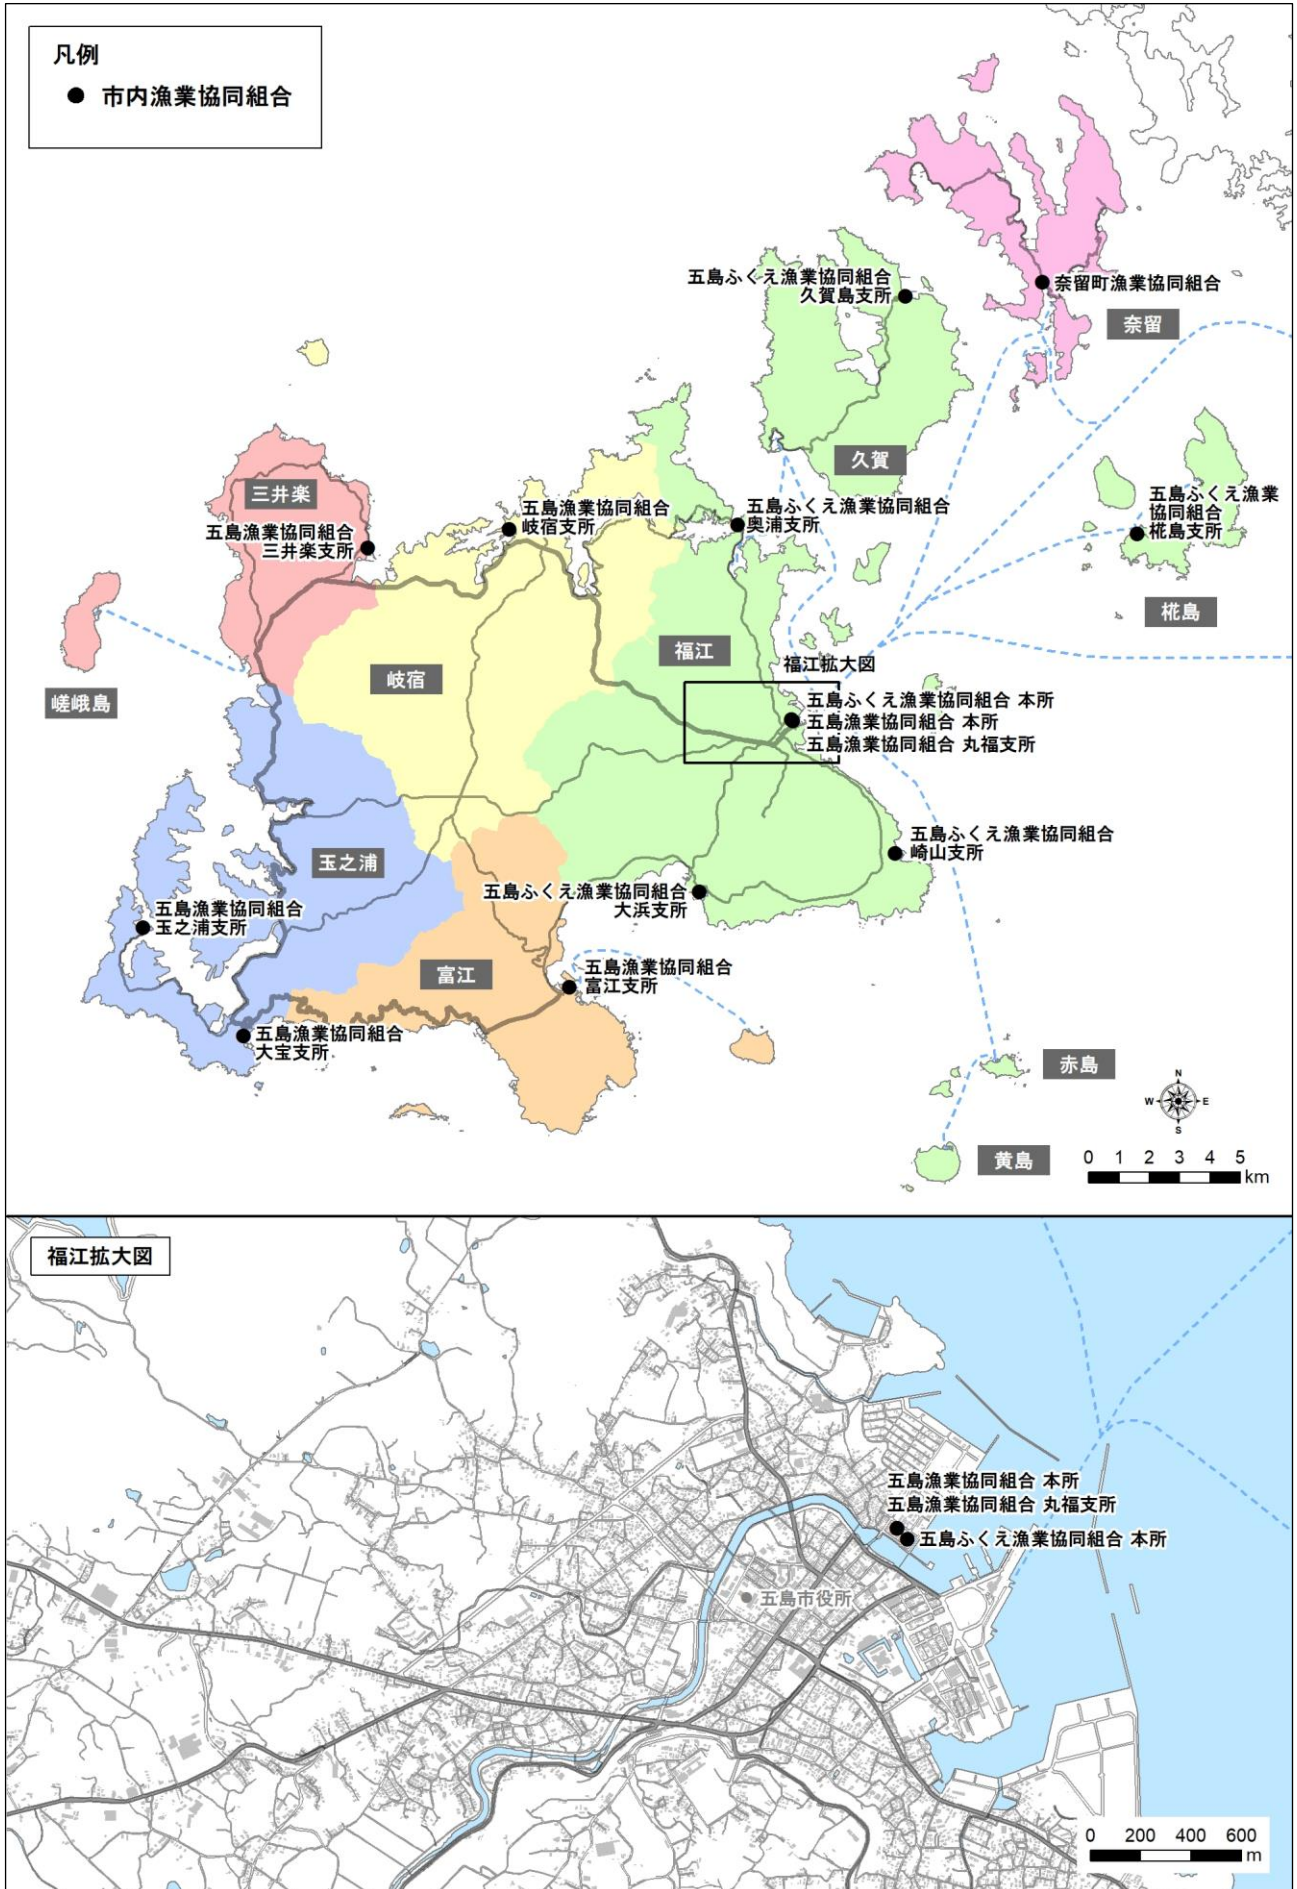 凡例
● 市内漁業協同組合
五島ふくえ漁業協同組合
久賀島支所
奈留町漁業協同組合
奈留
久賀
三井楽
五島漁業協同組合
三井楽支所
五島漁業協同組合
岐宿支所
五島ふくえ漁業協同組合
奥浦支所
五島ふくえ漁業
協同組合
椛島支所
椛島
嵯峨島
岐宿
福江
福江拡大図
五島ふくえ漁業協同組合 本所
五島漁業協同組合 本所
五島漁業協同組合 丸福支所
玉之浦
五島ふくえ漁業協同組合
崎山支所
五島ふくえ漁業協同組合
大浜支所
五島漁業協同組合
玉之浦支所
富江
五島漁業協同組合
富江支所
五島漁業協同組合
大宝支所
赤島
黄島
N
W E
S
0 1 2 3 4 5
km
福江拡大図
五島漁業協同組合 本所
五島漁業協同組合 丸福支所
五島ふくえ漁業協同組合 本所
五島市役所
0 200 400 600
m